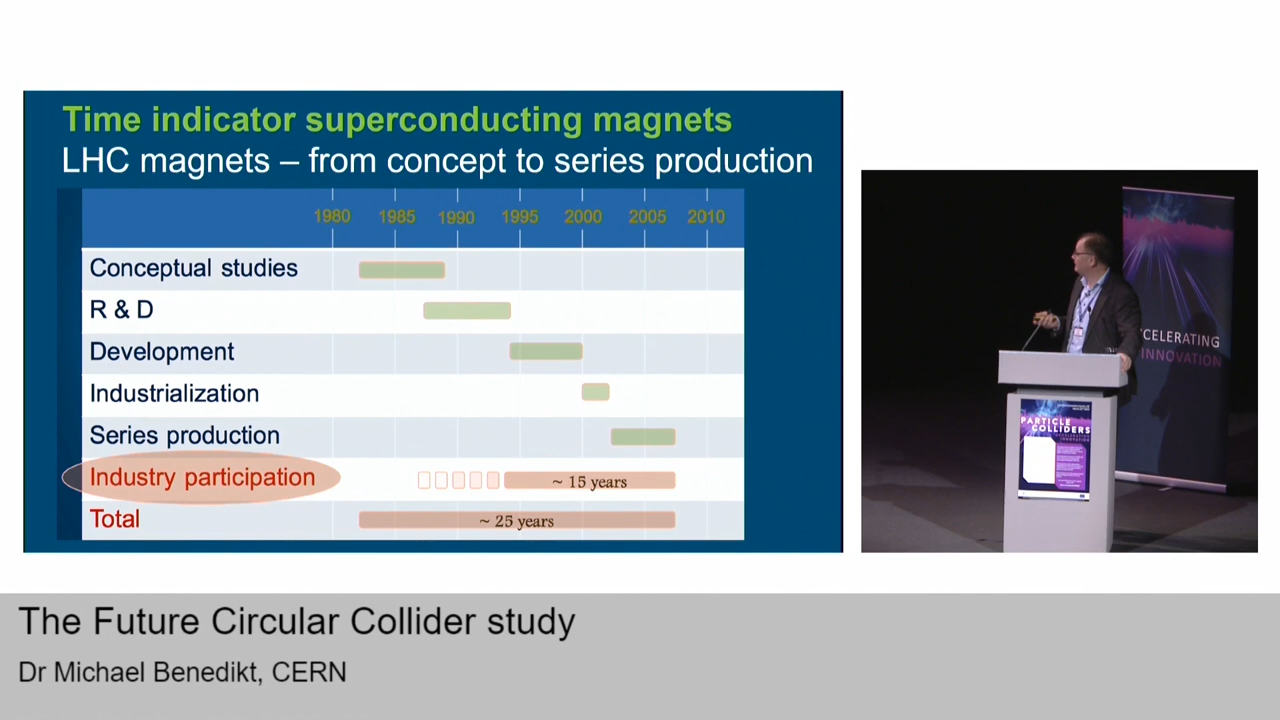 Time indicator superconducting magnets
LHC magnets – from concept to series production
1980 1985 1990 1995 2000 2005 2010
Conceptual studies
R & D
Development
Industrialization
Series production
Industry participation
~ 15 years
Total
~ 25 years
CELERATING
INNOVATION
PARTICLE
COLLIDERS
The Future Circular Collider study
Dr Michael Benedikt, CERN